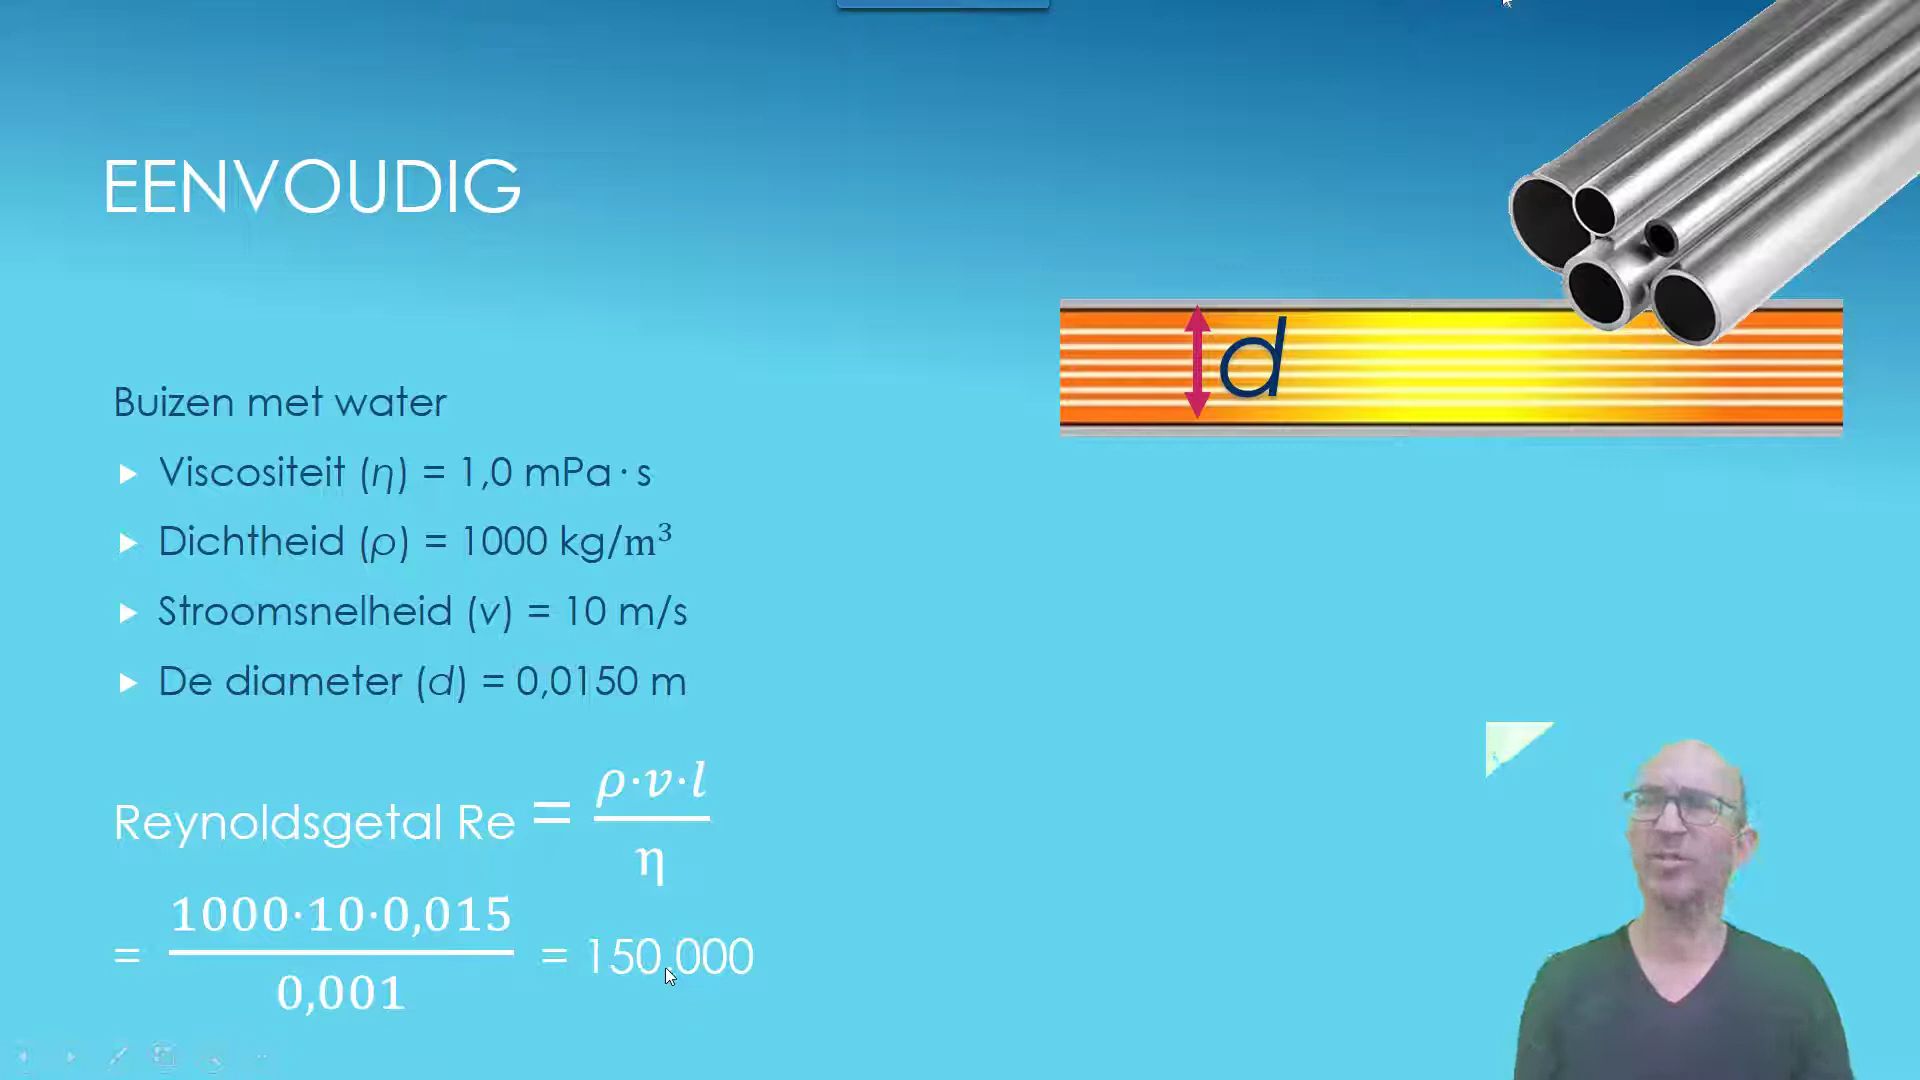 EENVOUDIG
d
Buizen met water
Viscositeit (η) = 1,0 mPa·s
Dichtheid (ρ) = 1000 kg/m³
Stroomsnelheid (v) = 10 m/s
De diameter (d) = 0,0150 m
Reynoldsgetal Re = ρ·v·l / η
= 1000·10·0,015 / 0,001 = 150,000